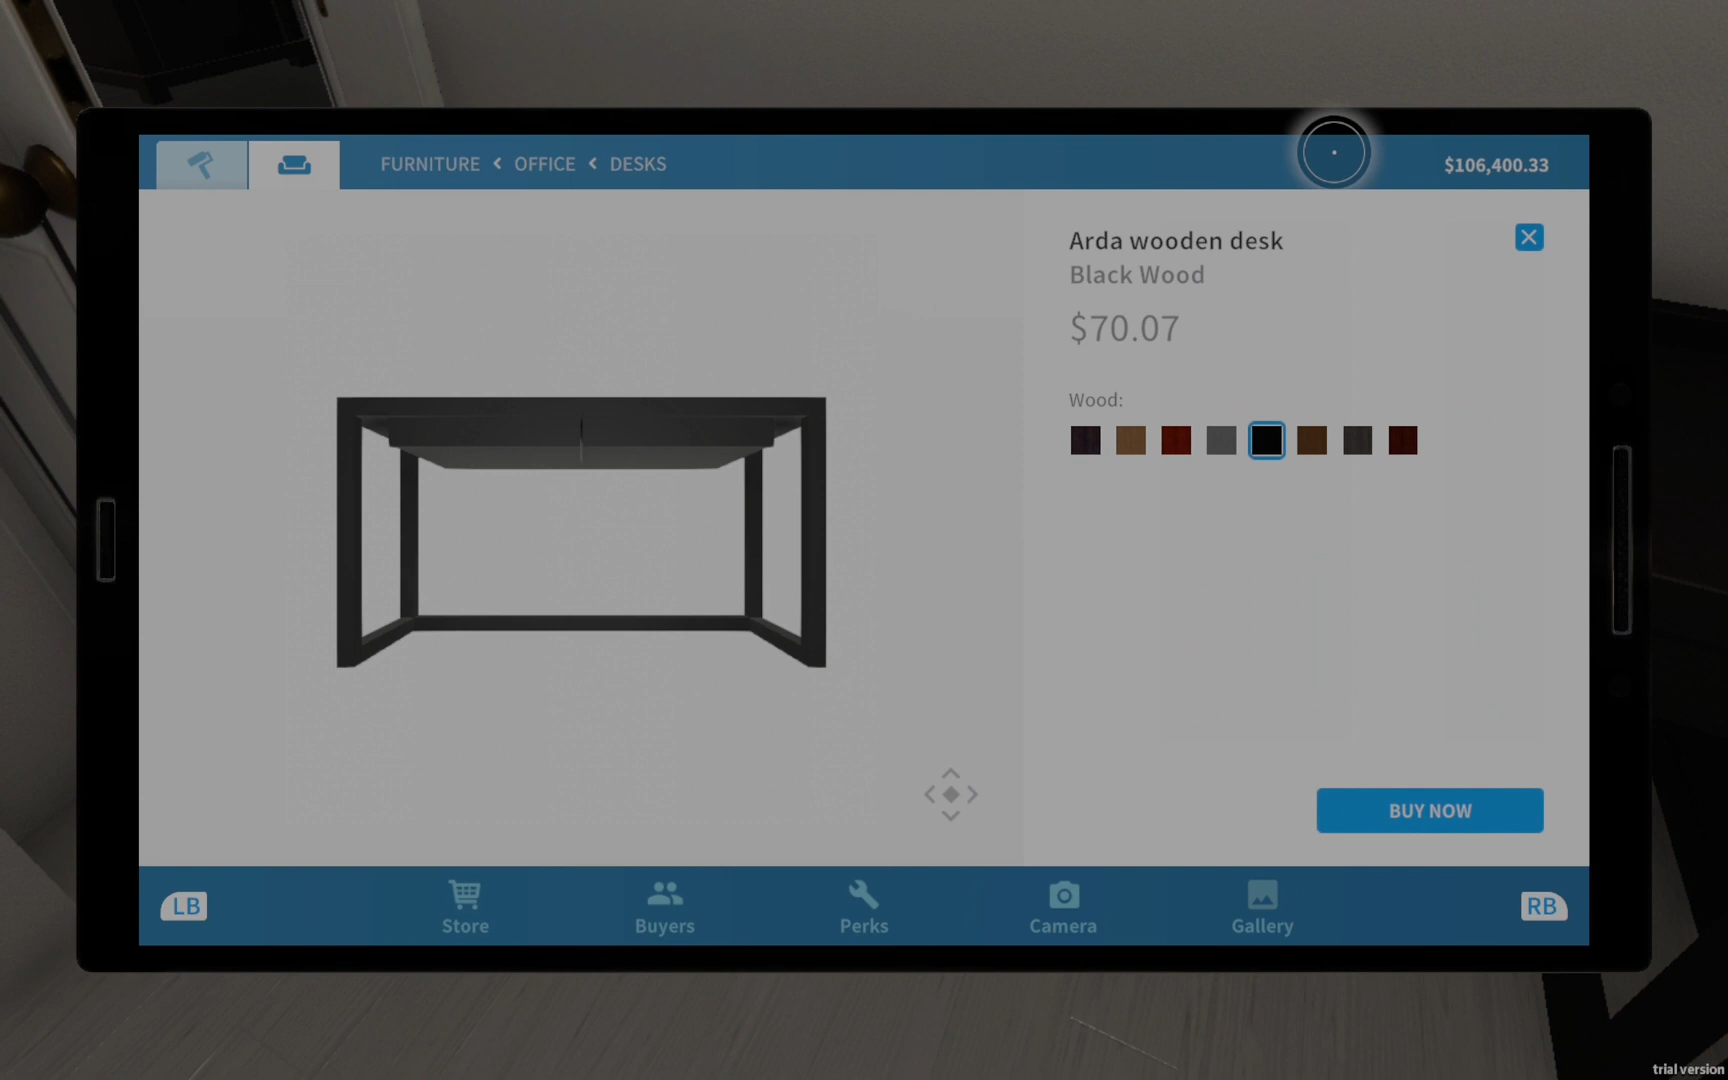 FURNITURE < OFFICE < DESKS
$106,400.33
Arda wooden desk
Black Wood
$70.07
Wood:
BUY NOW
LB
Store
Buyers
Perks
Camera
Gallery
RB
trial version